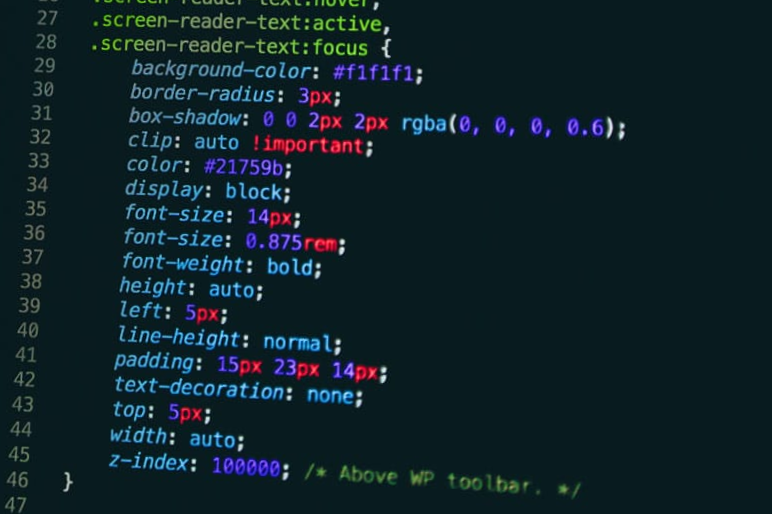 .screen-reader-text:hover,
27 .screen-reader-text:active,
28 .screen-reader-text:focus {
29 background-color: #f1f1f1;
30 border-radius: 3px;
31 box-shadow: 0 0 2px 2px rgba(0, 0, 0, 0.6);
32 clip: auto !important;
33 color: #21759b;
34 display: block;
35 font-size: 14px;
36 font-size: 0.875rem;
37 font-weight: bold;
38 height: auto;
39 left: 5px;
40 line-height: normal;
41 padding: 15px 23px 14px;
42 text-decoration: none;
43 top: 5px;
44 width: auto;
45 z-index: 100000; /* Above WP toolbar. */
46 }
47